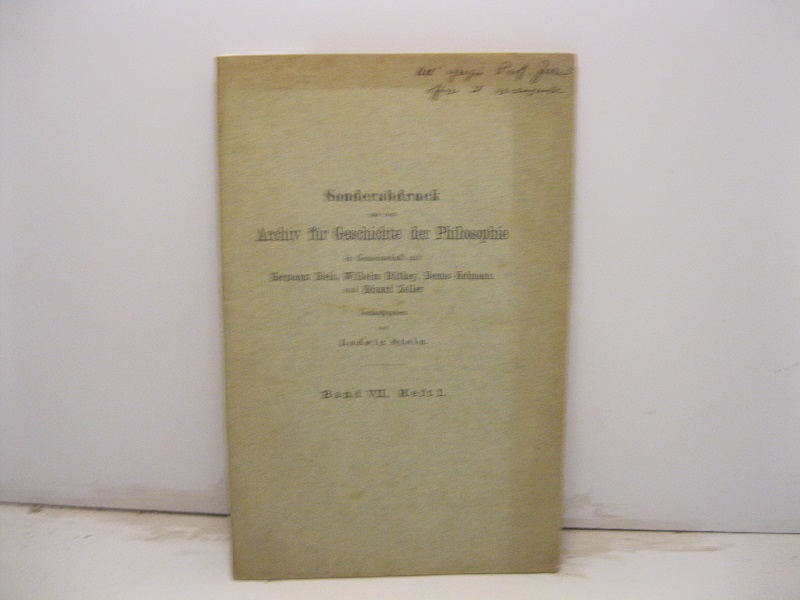 Sonderabdruck
aus dem
Archiv für Geschichte der Philosophie
in Gemeinschaft mit
Hermann Diels, Wilhelm Dilthey, Benno Erdmann
und Eduard Zeller
herausgegeben
von
Ludwig Stein.
Band VII. Heft 1.